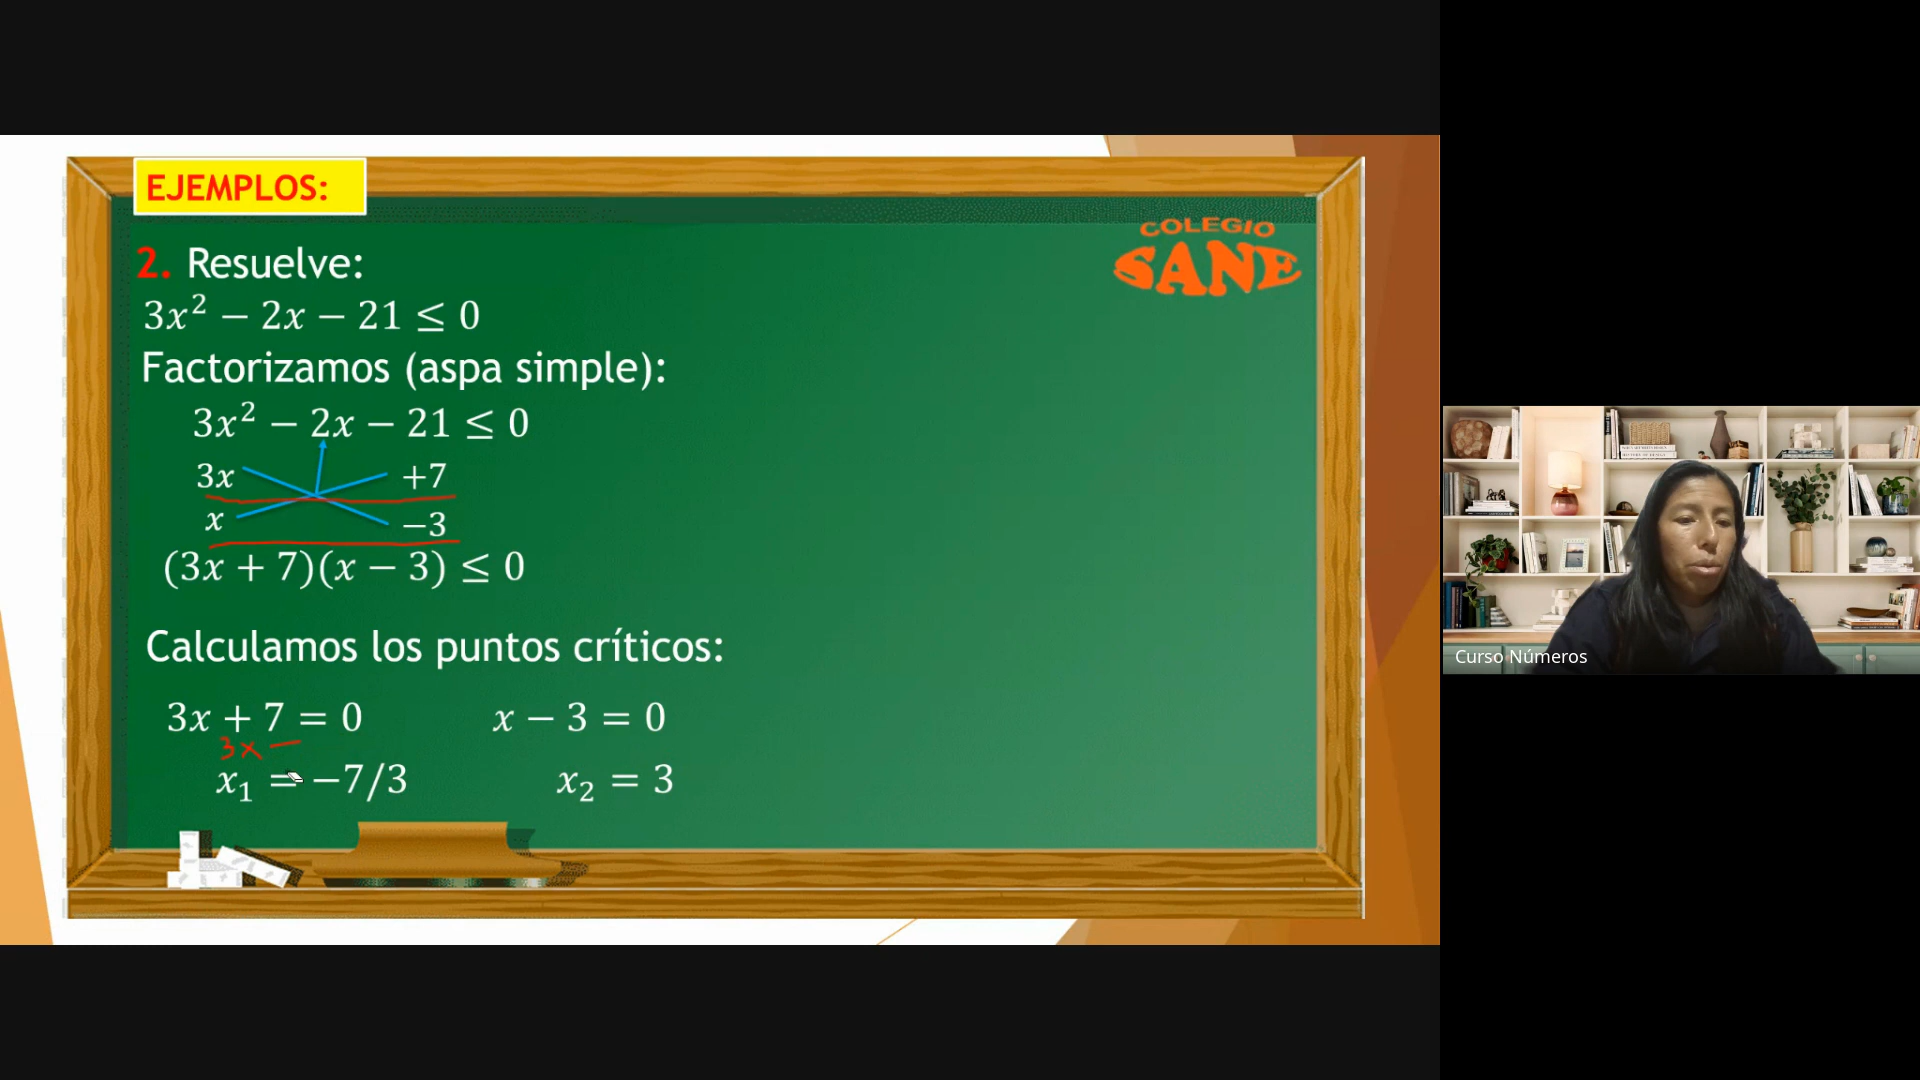 EJEMPLOS:
COLEGIO
SANE
2. Resuelve:
3x² − 2x − 21 ≤ 0
Factorizamos (aspa simple):
3x² − 2x − 21 ≤ 0
3x +7
x −3
(3x + 7)(x − 3) ≤ 0
Calculamos los puntos críticos:
3x + 7 = 0 x − 3 = 0
3x −
x₁ = −7/3 x₂ = 3
Curso Números